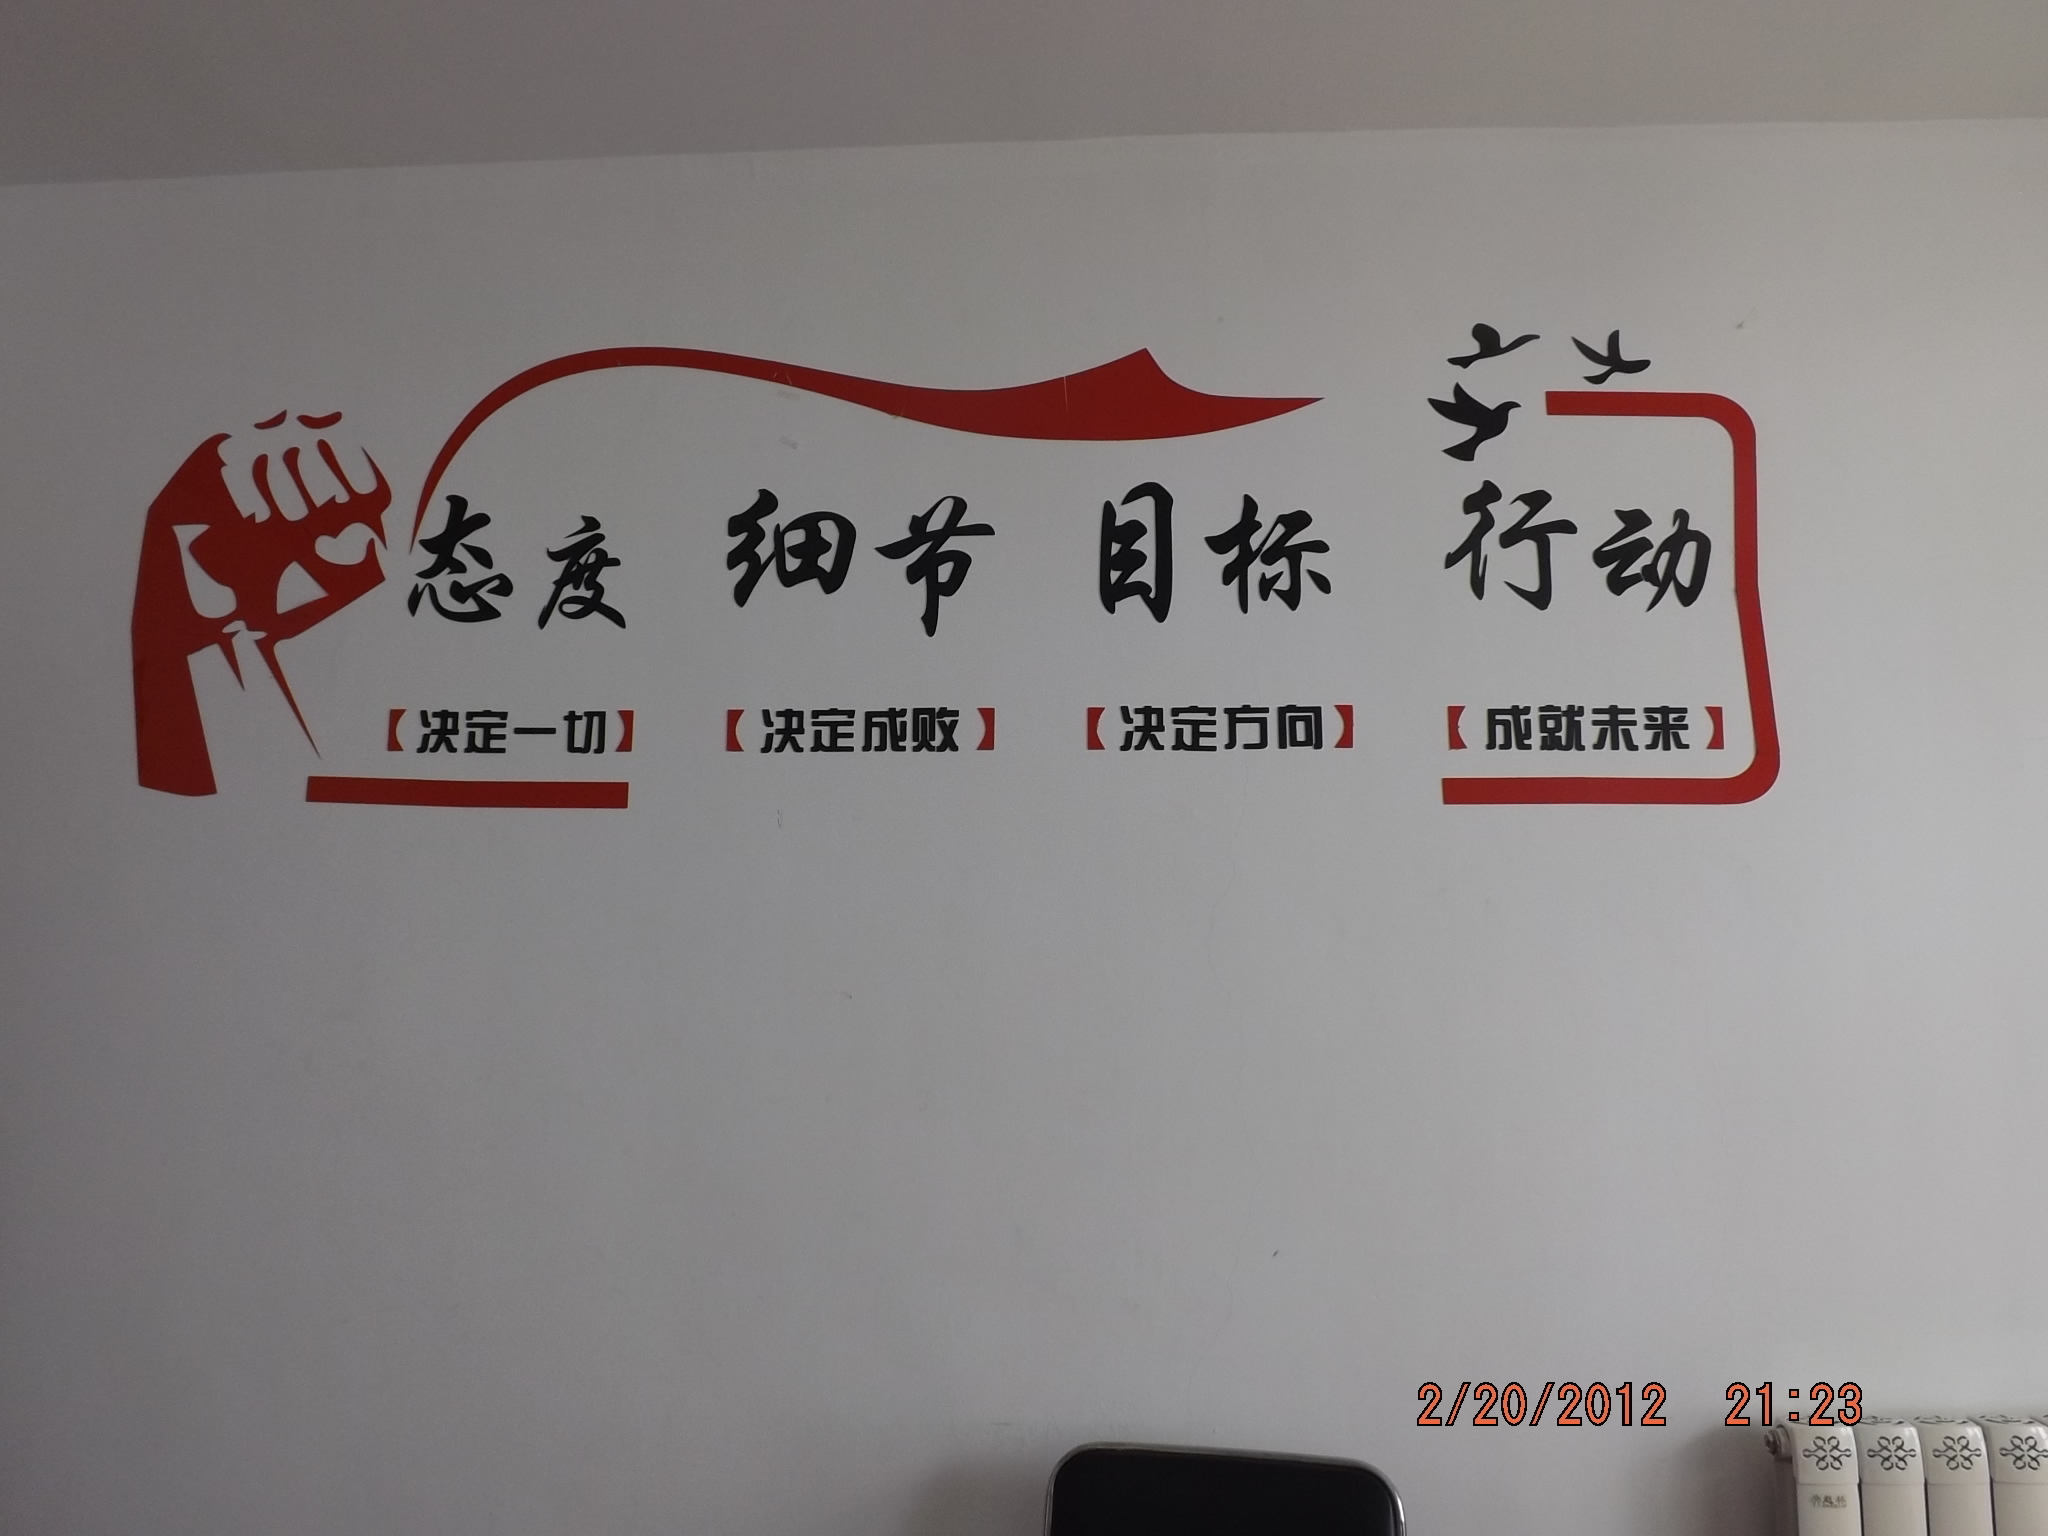 态度 细节 目标 行动
【决定一切】 【决定成败】 【决定方向】 【成就未来】
2/20/2012 21:23